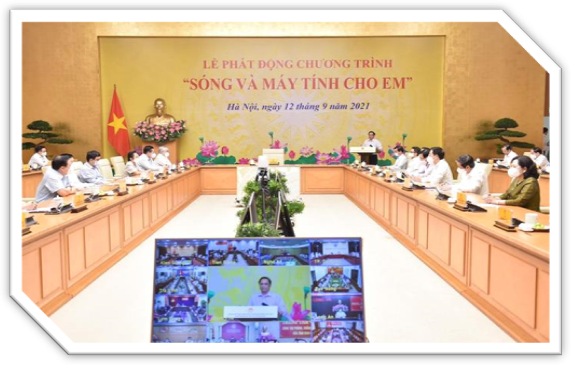 LỄ PHÁT ĐỘNG CHƯƠNG TRÌNH
“SÓNG VÀ MÁY TÍNH CHO EM”
Hà Nội, ngày 12 tháng 9 năm 2021